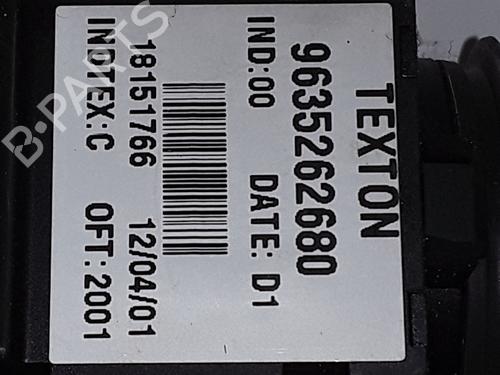 TEXTON
9635262680
IND:00 DATE: D1
18151766 12/04/01
INDTEX:C OFT:2001
B-PARTS